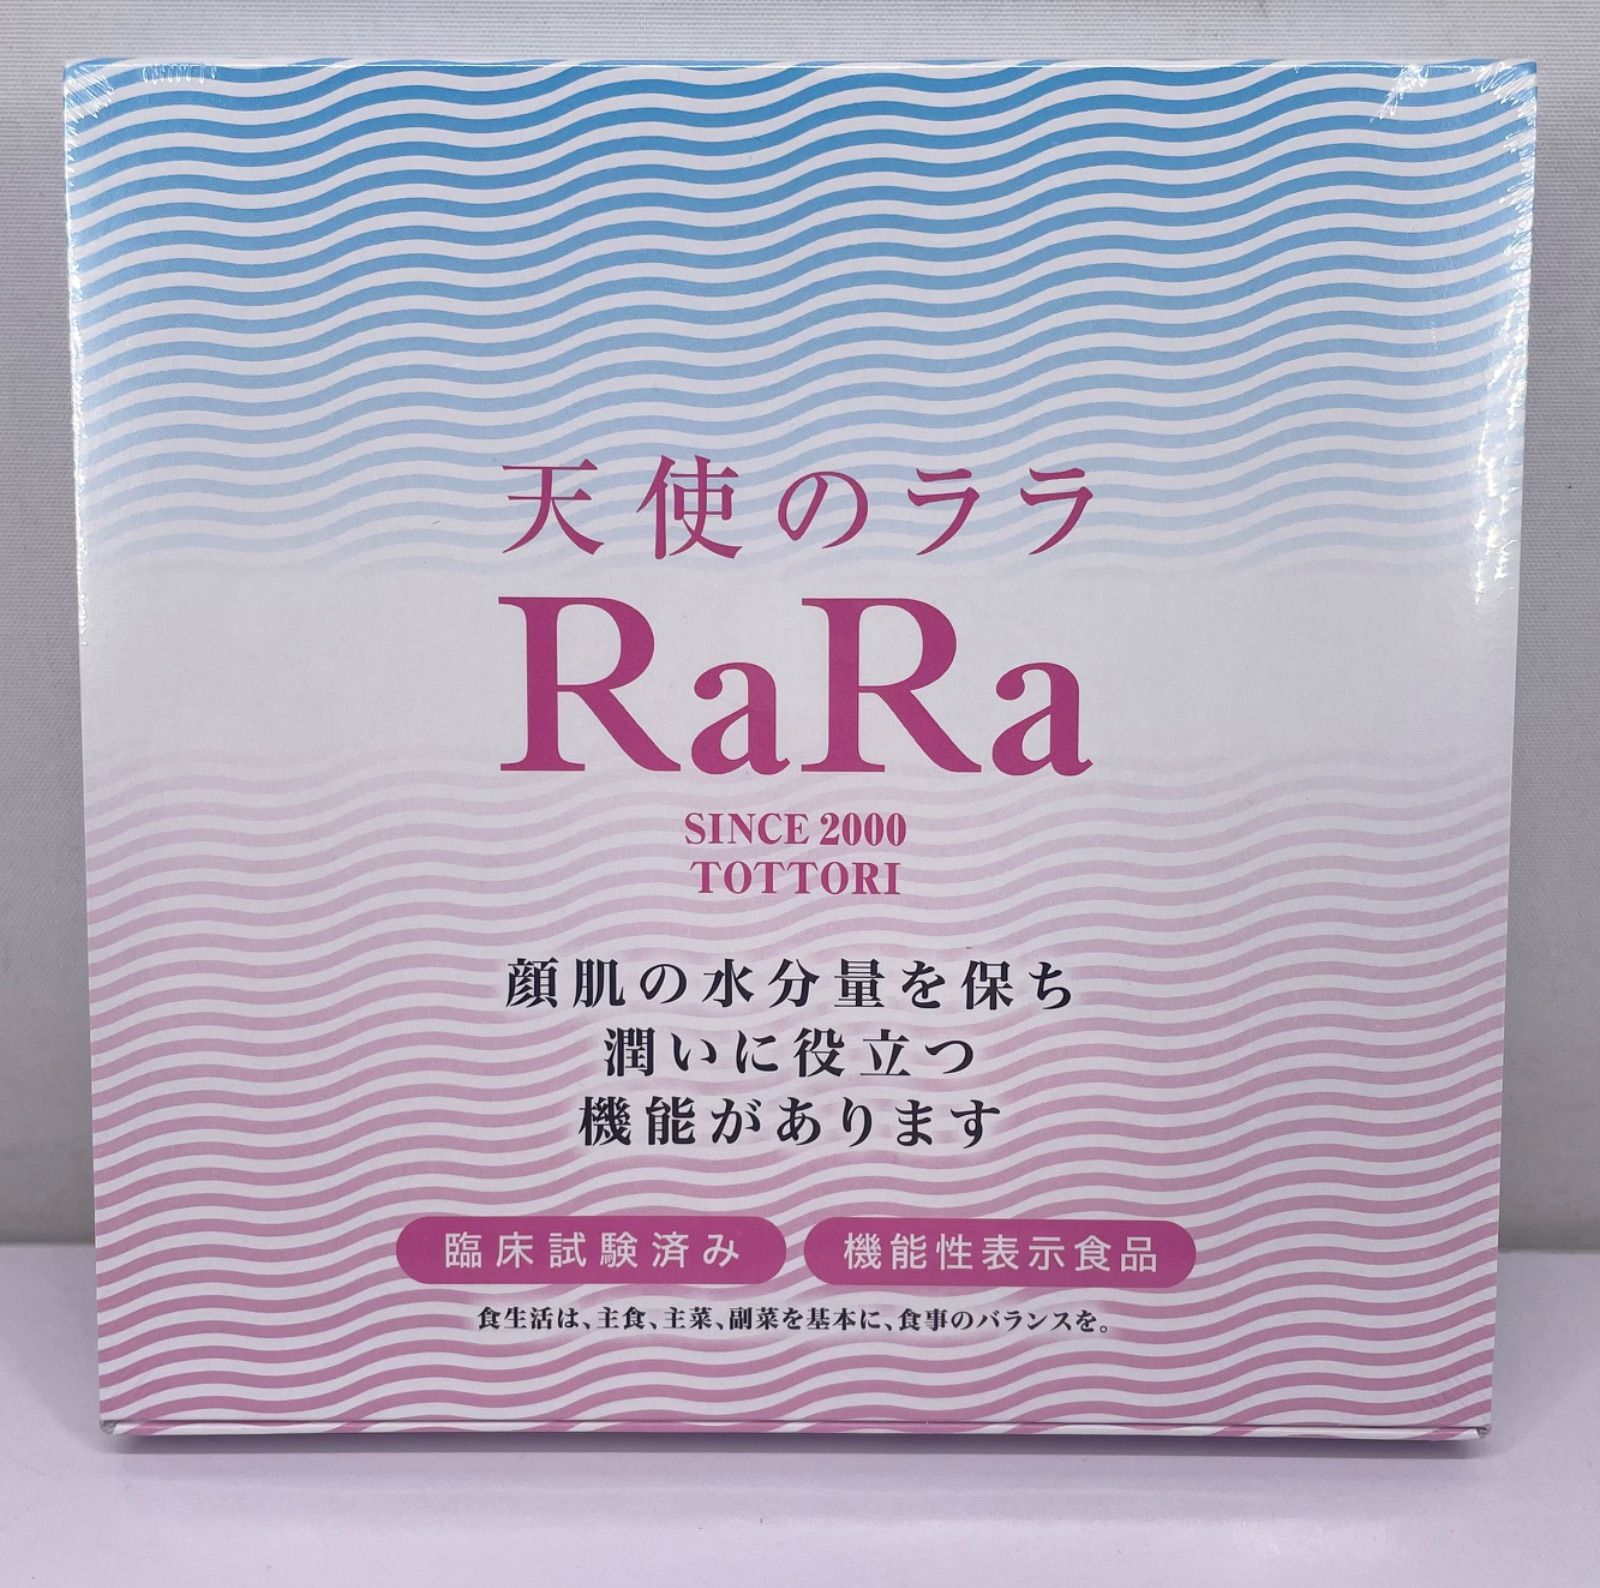 天使のララ
RaRa
SINCE 2000
TOTTORI
顔肌の水分量を保ち
潤いに役立つ
機能があります
臨床試験済み
機能性表示食品
食生活は、主食、主菜、副菜を基本に、食事のバランスを。